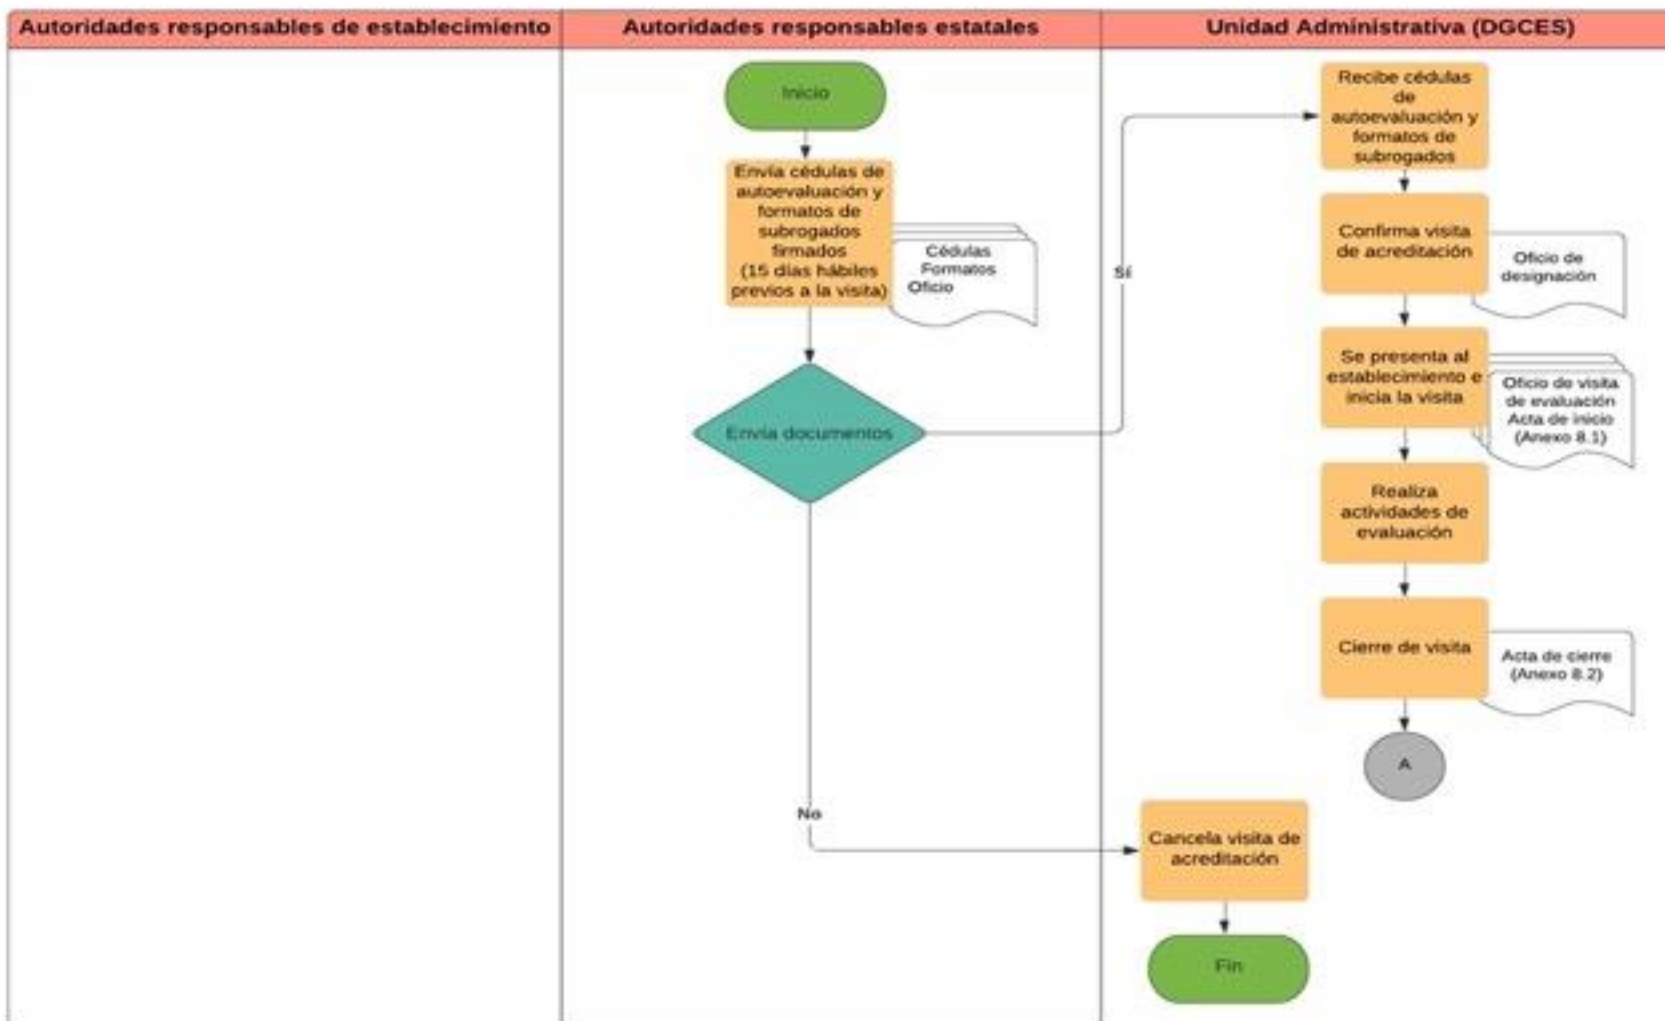 Autoridades responsables de establecimiento
Autoridades responsables estatales
Unidad Administrativa (DGCES)
Inicio
Envía cédulas de
autoevaluación y
formatos de
subrogados
firmados
(15 días hábiles
previos a la visita)
Cédulas
Formatos
Oficio
Envía documentos
Sí
No
Recibe cédulas
de
autoevaluación y
formatos de
subrogados
Confirma visita
de acreditación
Oficio de
designación
Se presenta al
establecimiento e
inicia la visita
Oficio de visita
de evaluación
Acta de inicio
(Anexo 8.1)
Realiza
actividades de
evaluación
Cierre de visita
Acta de cierre
(Anexo 8.2)
A
Cancela visita de
acreditación
Fin